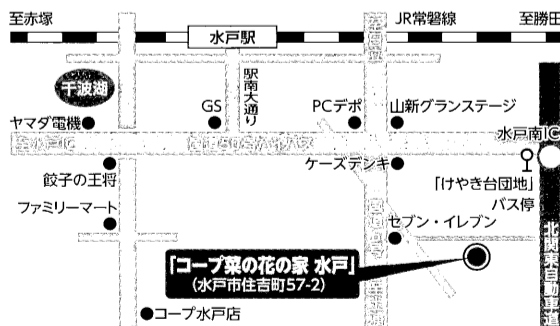 至赤塚
JR常磐線
至勝田
水戸駅
千波湖
駅南大通り
GS
PCデポ
山新グランステージ
ヤマダ電機
水戸南IC
餃子の王将
ケーズデンキ
「けやき台団地」
バス停
ファミリーマート
セブン・イレブン
北関東自動車道
「コープ菜の花の家 水戸」
(水戸市住吉町57-2)
コープ水戸店